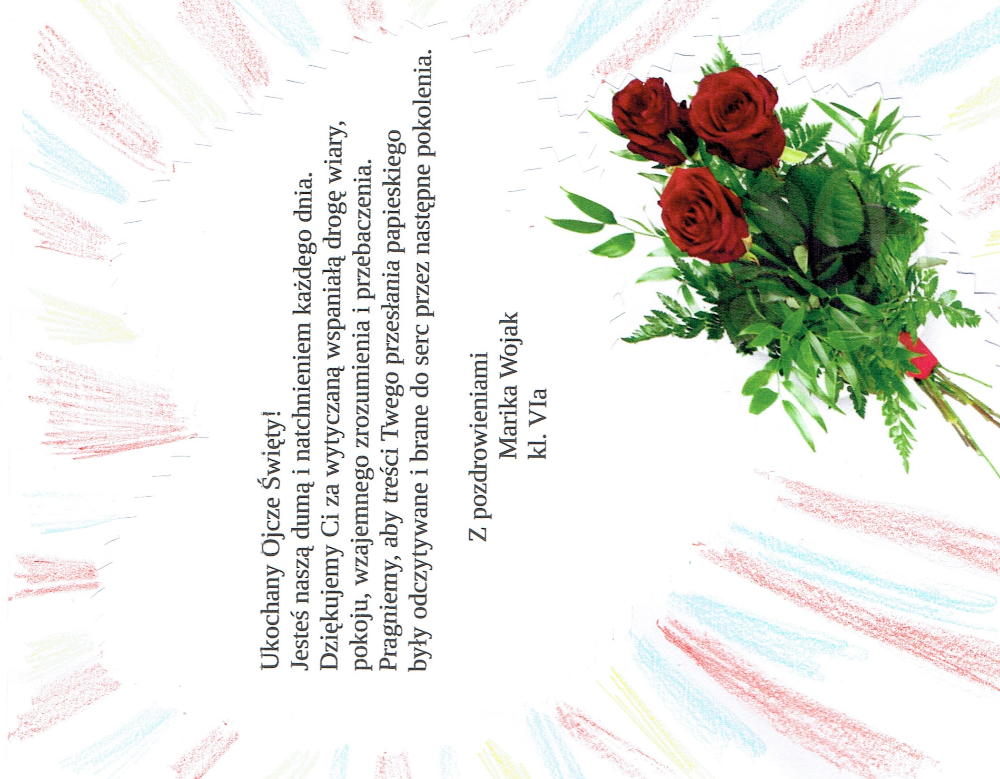 Ukochany Ojcze Święty!
Jesteś naszą dumą i natchnieniem każdego dnia.
Dziękujemy Ci za wytyczaną wspaniałą drogę wiary,
pokoju, wzajemnego zrozumienia i przebaczenia.
Pragniemy, aby treści Twego przesłania papieskiego
były odczytywane i brane do serc przez następne pokolenia.
Z pozdrowieniami
Marika Wojak
kl. VIa